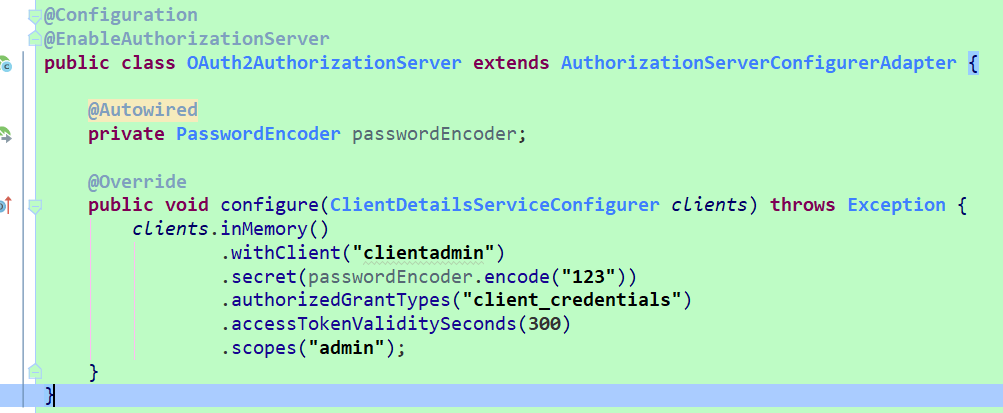 @Configuration
@EnableAuthorizationServer
public class OAuth2AuthorizationServer extends AuthorizationServerConfigurerAdapter {
@Autowired
private PasswordEncoder passwordEncoder;
@Override
public void configure(ClientDetailsServiceConfigurer clients) throws Exception {
clients.inMemory()
.withClient("clientadmin")
.secret(passwordEncoder.encode("123"))
.authorizedGrantTypes("client_credentials")
.accessTokenValiditySeconds(300)
.scopes("admin");
}
}